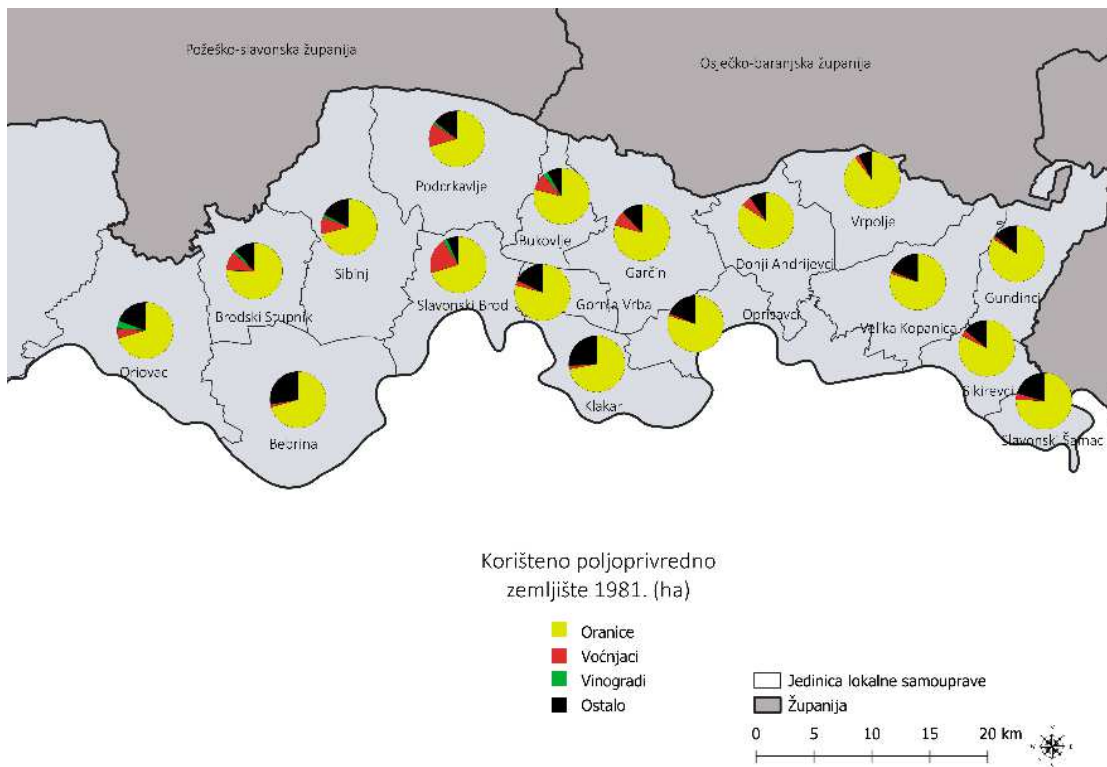 Požeško-slavonska županija
Osječko-baranjska županija
Podcrkavlje
Vrpolje
Bukovlje
Garčin
Donji Andrijevci
Sibinj
Slavonski Brod
Gornja Vrba
Oprisavci
Gundinci
Brodski Stupnik
Velika Kopanica
Oriovac
Klakar
Sikirevci
Bebrina
Slavonski Šamac
Korišteno poljoprivredno
zemljište 1981. (ha)
Oranice
Voćnjaci
Vinogradi
Ostalo
Jedinica lokalne samouprave
Županija
0 5 10 15 20 km